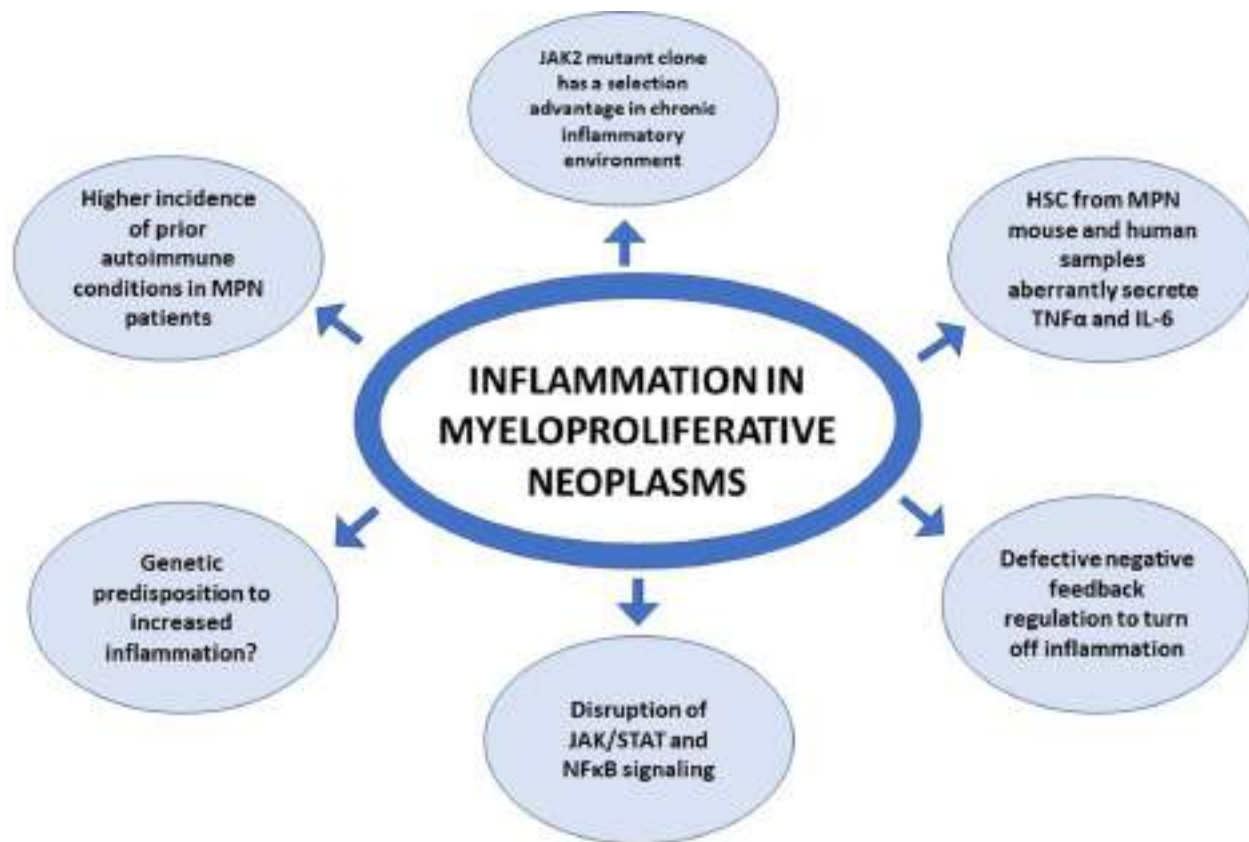 JAK2 mutant clone
has a selection
advantage in chronic
inflammatory
environment
Higher incidence
of prior
autoimmune
conditions in MPN
patients
HSC from MPN
mouse and human
samples
aberrantly secrete
TNFα and IL-6
INFLAMMATION IN
MYELOPROLIFERATIVE
NEOPLASMS
Genetic
predisposition to
increased
inflammation?
Defective negative
feedback
regulation to turn
off inflammation
Disruption of
JAK/STAT and
NFκB signaling